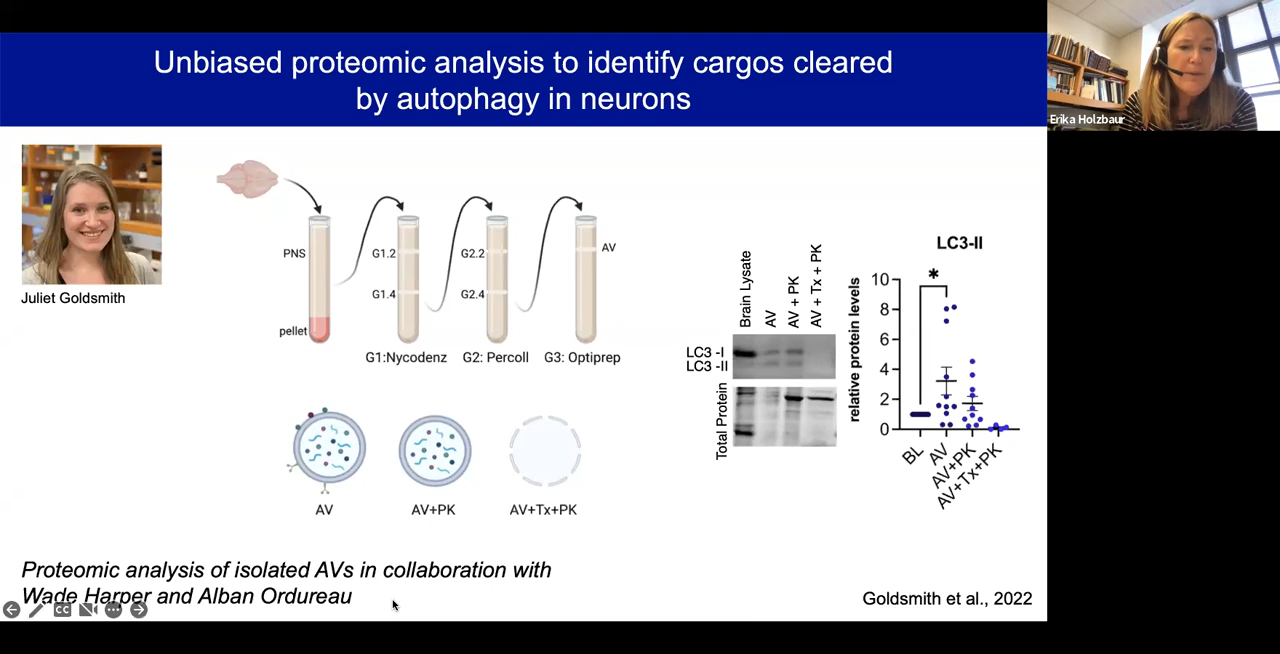 Unbiased proteomic analysis to identify cargos cleared
by autophagy in neurons
Erika Holzbaur
Juliet Goldsmith
PNS
pellet
G1.2
G1.4
G2.2
G2.4
AV
G1:Nycodenz
G2: Percoll
G3: Optiprep
AV
AV+PK
AV+Tx+PK
Brain Lysate
AV
AV + PK
AV + Tx + PK
LC3 -I
LC3 -II
Total Protein
LC3-II
*
relative protein levels
10
8
6
4
2
0
BL
AV
AV+PK
AV+Tx+PK
Proteomic analysis of isolated AVs in collaboration with
Wade Harper and Alban Ordureau
CC
Goldsmith et al., 2022